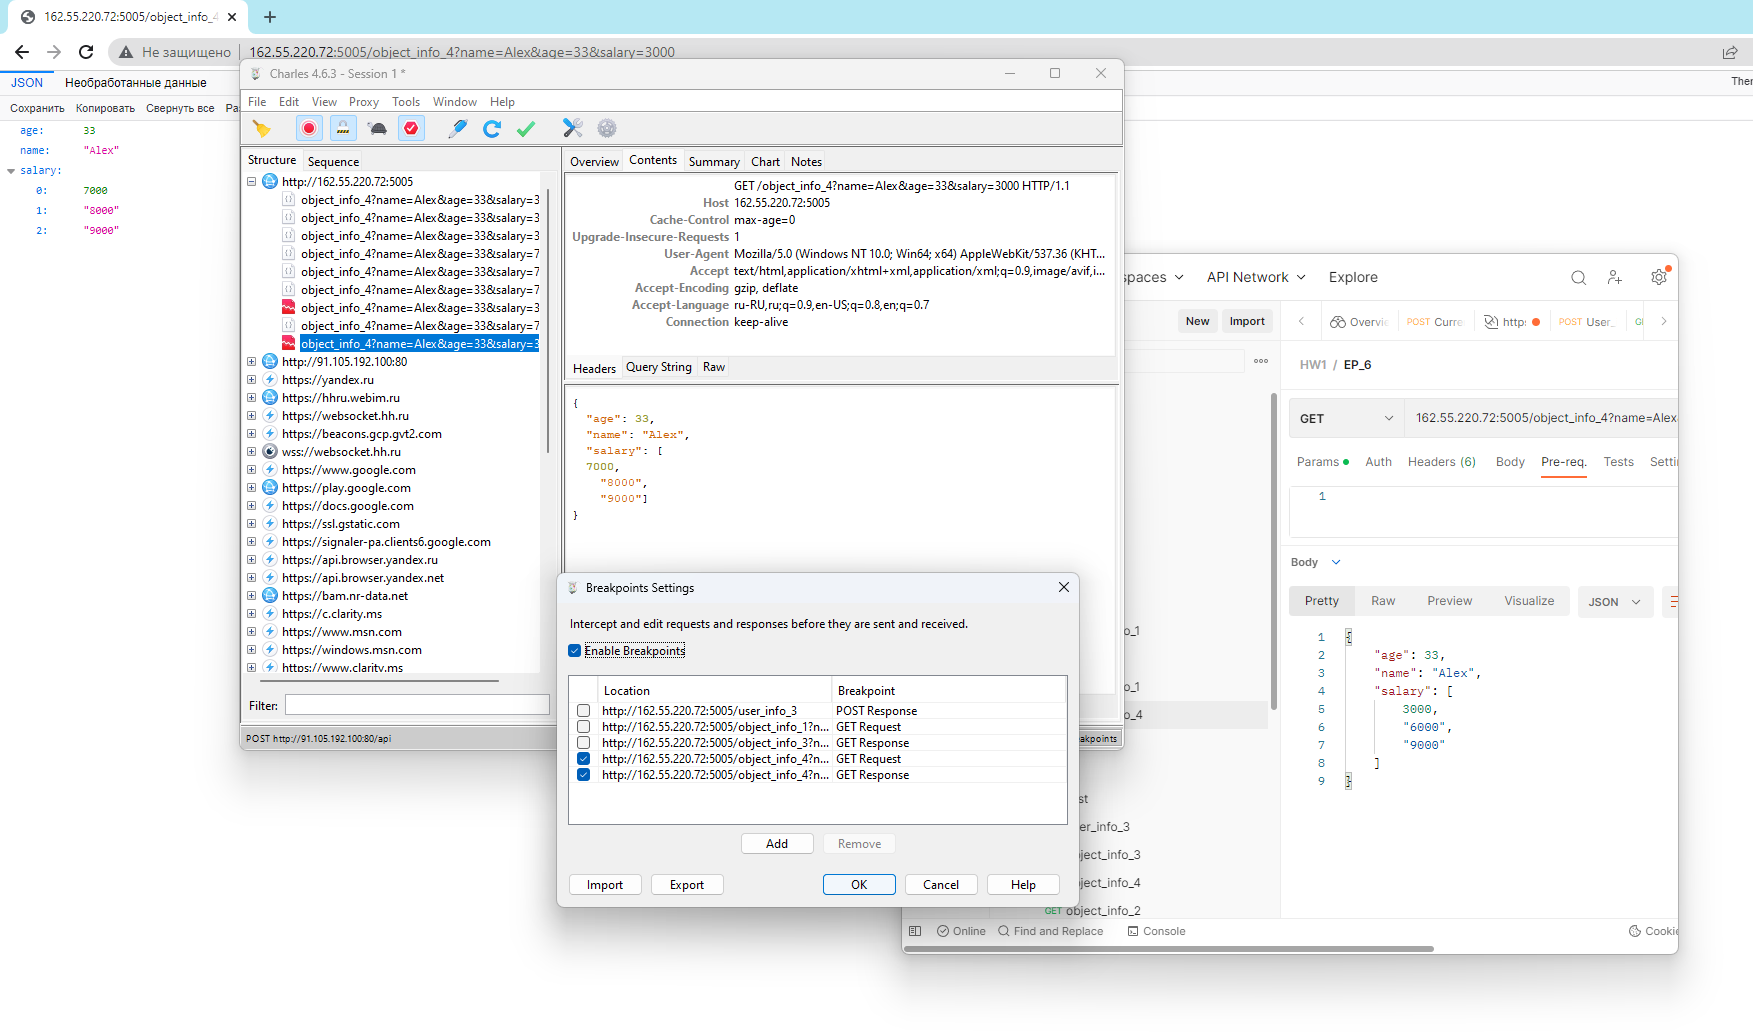 162.55.220.72:5005/object_info_4
Не защищено
162.55.220.72:5005/object_info_4?name=Alex&age=33&salary=3000
JSON
Необработанные данные
Сохранить Копировать Свернуть все
age: 33
name: "Alex"
salary:
0: 7000
1: "8000"
2: "9000"
Charles 4.6.3 - Session 1 *
File Edit View Proxy Tools Window Help
Structure Sequence
http://162.55.220.72:5005
object_info_4?name=Alex&age=33&salary=3
object_info_4?name=Alex&age=33&salary=3
object_info_4?name=Alex&age=33&salary=3
object_info_4?name=Alex&age=33&salary=7
object_info_4?name=Alex&age=33&salary=7
object_info_4?name=Alex&age=33&salary=7
object_info_4?name=Alex&age=33&salary=3
object_info_4?name=Alex&age=33&salary=7
object_info_4?name=Alex&age=33&salary=3
http://91.105.192.100:80
https://yandex.ru
https://hhru.webim.ru
https://websocket.hh.ru
https://beacons.gcp.gvt2.com
wss://websocket.hh.ru
https://www.google.com
https://play.google.com
https://docs.google.com
https://ssl.gstatic.com
https://signaler-pa.clients6.google.com
https://api.browser.yandex.ru
https://api.browser.yandex.net
https://bam.nr-data.net
https://c.clarity.ms
https://www.msn.com
https://windows.msn.com
https://www.clarity.ms
Filter:
POST http://91.105.192.100:80/api
Overview Contents Summary Chart Notes
GET /object_info_4?name=Alex&age=33&salary=3000 HTTP/1.1
Host 162.55.220.72:5005
Cache-Control max-age=0
Upgrade-Insecure-Requests 1
User-Agent Mozilla/5.0 (Windows NT 10.0; Win64; x64) AppleWebKit/537.36 (KHT...
Accept text/html,application/xhtml+xml,application/xml;q=0.9,image/avif,i...
Accept-Encoding gzip, deflate
Accept-Language ru-RU,ru;q=0.9,en-US;q=0.8,en;q=0.7
Connection keep-alive
Headers Query String Raw
{
"age": 33,
"name": "Alex",
"salary": [
7000,
"8000",
"9000"]
}
Breakpoints Settings
Intercept and edit requests and responses before they are sent and received.
Enable Breakpoints
Location Breakpoint
http://162.55.220.72:5005/user_info_3 POST Response
http://162.55.220.72:5005/object_info_1?n... GET Request
http://162.55.220.72:5005/object_info_3?n... GET Response
http://162.55.220.72:5005/object_info_4?n... GET Request
http://162.55.220.72:5005/object_info_4?n... GET Response
Add Remove
Import Export OK Cancel Help
API Network Explore
New Import
POST
POST User_
HW1 / EP_6
GET
162.55.220.72:5005/object_info_4?name=Alex
Params Auth Headers (6) Body Pre-req. Tests
1
Body
Pretty Raw Preview Visualize JSON
1 {
2 "age": 33,
3 "name": "Alex",
4 "salary": [
5 3000,
6 "6000",
7 "9000"
8 ]
9 }
GET object_info_2
Online Find and Replace Console